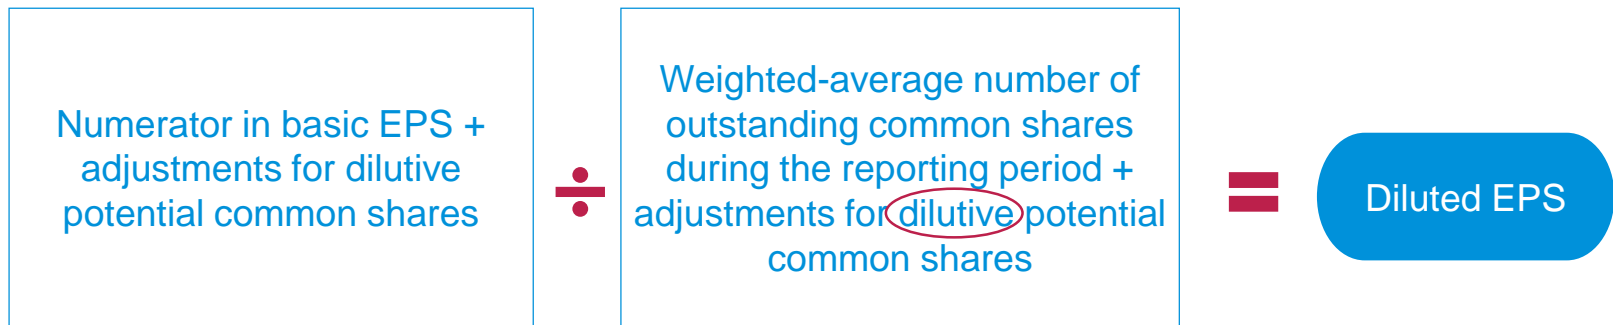 Numerator in basic EPS +
adjustments for dilutive
potential common shares
÷
Weighted-average number of
outstanding common shares
during the reporting period +
adjustments for dilutive potential
common shares
=
Diluted EPS